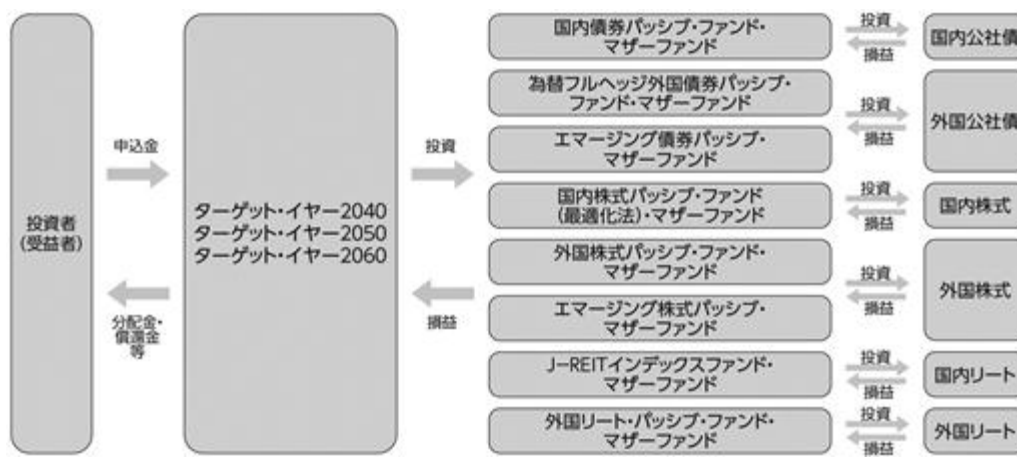 投資者
(受益者)
申込金
分配金・
償還金
等
ターゲット・イヤー2040
ターゲット・イヤー2050
ターゲット・イヤー2060
投資
損益
国内債券パッシブ・ファンド・
マザーファンド
投資
損益
国内公社債
為替フルヘッジ外国債券パッシブ・
ファンド・マザーファンド
エマージング債券パッシブ・
マザーファンド
投資
損益
外国公社債
国内株式パッシブ・ファンド
(最適化法)・マザーファンド
投資
損益
国内株式
外国株式パッシブ・ファンド・
マザーファンド
エマージング株式パッシブ・
マザーファンド
投資
損益
外国株式
J−REITインデックスファンド・
マザーファンド
投資
損益
国内リート
外国リート・パッシブ・ファンド・
マザーファンド
投資
損益
外国リート